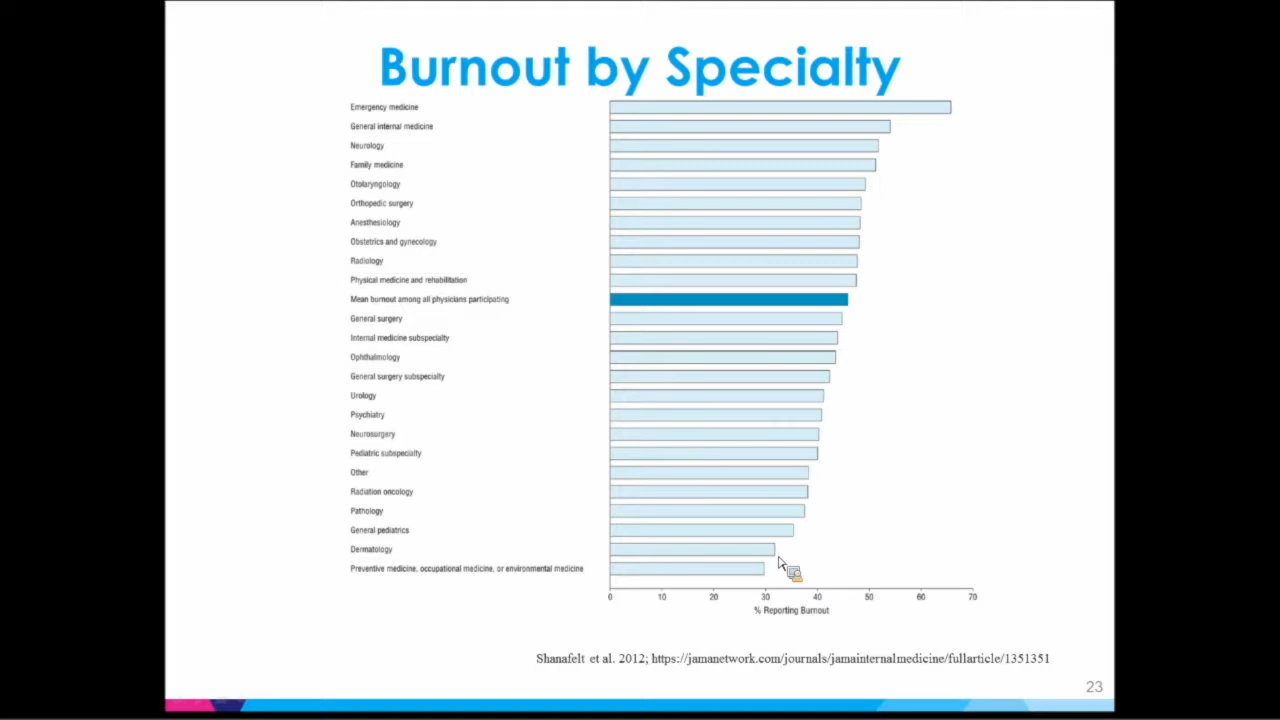 Burnout by Specialty
Emergency medicine
General internal medicine
Neurology
Family medicine
Otolaryngology
Orthopedic surgery
Anesthesiology
Obstetrics and gynecology
Radiology
Physical medicine and rehabilitation
Mean burnout among all physicians participating
General surgery
Internal medicine subspecialty
Ophthalmology
General surgery subspecialty
Urology
Psychiatry
Neurosurgery
Pediatric subspecialty
Other
Radiation oncology
Pathology
General pediatrics
Dermatology
Preventive medicine, occupational medicine, or environmental medicine
0 10 20 30 40 50 60 70
% Reporting Burnout
Shanafelt et al. 2012; https://jamanetwork.com/journals/jamainternalmedicine/fullarticle/1351351
23